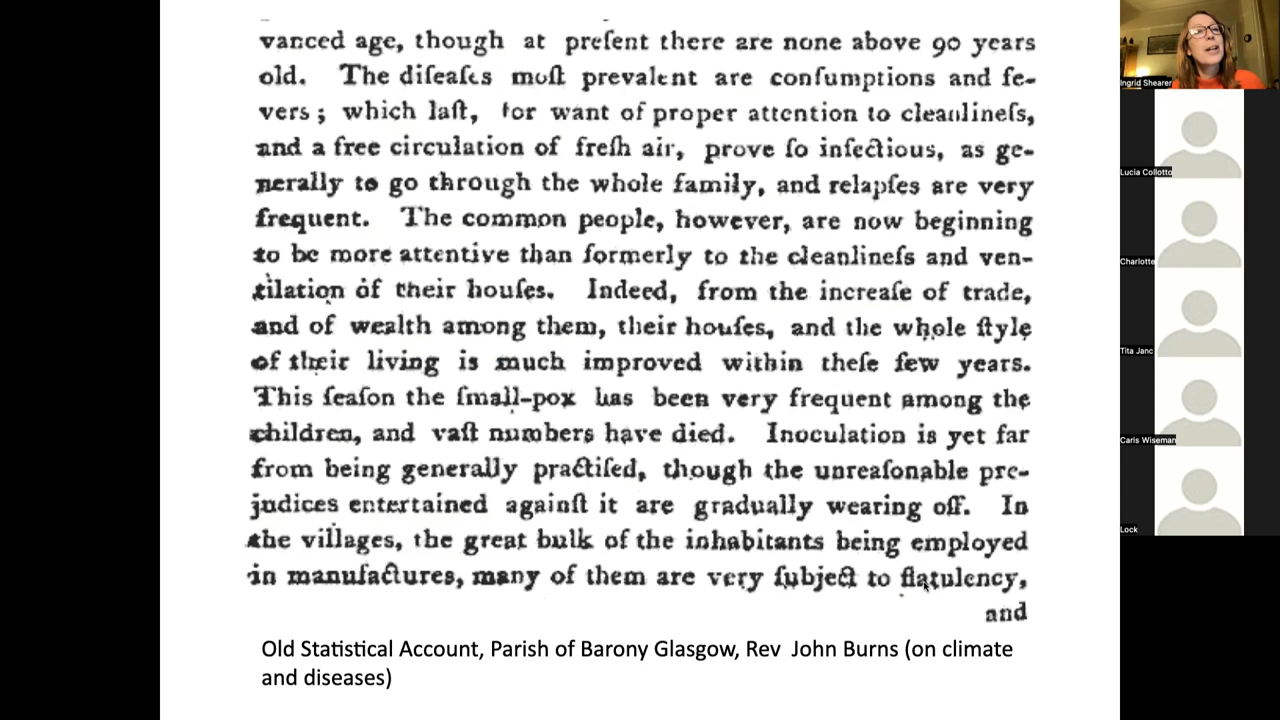 vanced age, though at preſent there are none above 90 years
old. The diſeaſes moſt prevalent are conſumptions and fe-
vers; which laſt, for want of proper attention to cleanlineſs,
and a free circulation of freſh air, prove ſo infectious, as ge-
nerally to go through the whole family, and relapſes are very
frequent. The common people, however, are now beginning
to be more attentive than formerly to the cleanlineſs and ven-
tilation of their houſes. Indeed, from the increaſe of trade,
and of wealth among them, their houſes, and the whole ſtyle
of their living is much improved within theſe few years.
This ſeaſon the ſmall-pox has been very frequent among the
children, and vaſt numbers have died. Inoculation is yet far
from being generally practiſed, though the unreaſonable pre-
judices entertained againſt it are gradually wearing off. In
the villages, the great bulk of the inhabitants being employed
in manufactures, many of them are very ſubject to flatulency,
and
Old Statistical Account, Parish of Barony Glasgow, Rev John Burns (on climate
and diseases)
Ingrid Shearer
Lucia Collotto
Charlotte
Tita Janc
Caris Wiseman
Lock